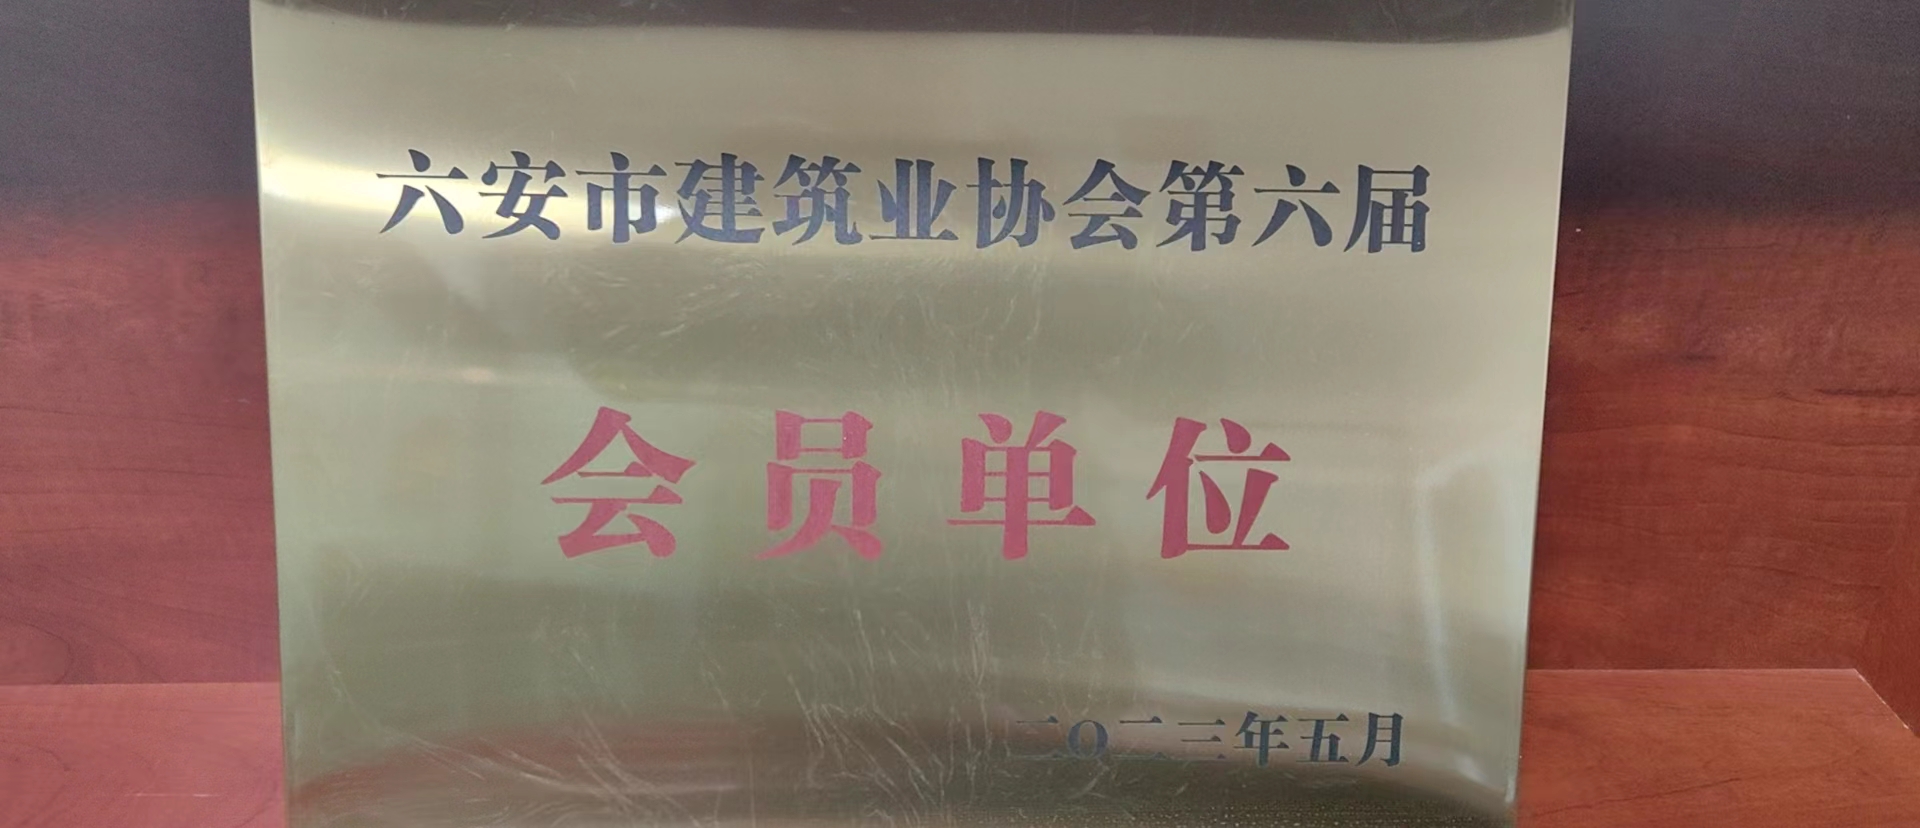 六安市建筑业协会第六届
会员单位
二〇二三年五月